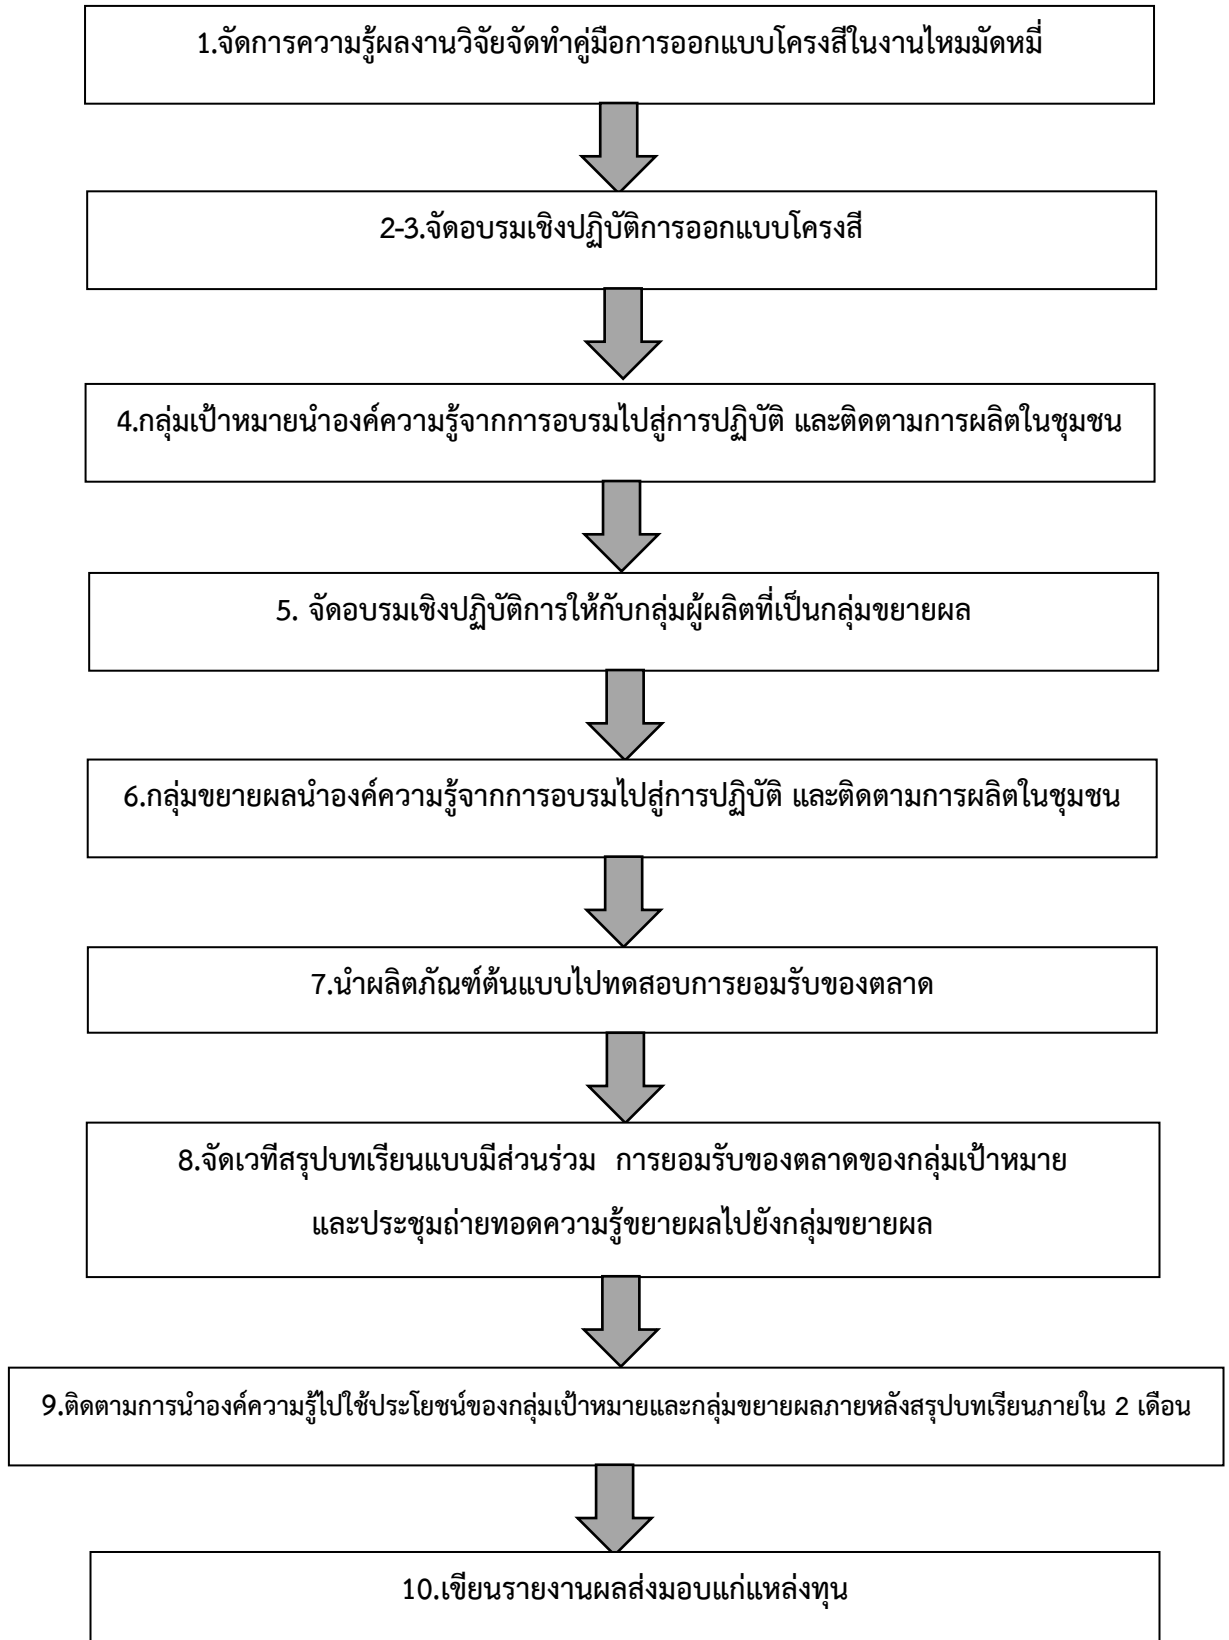 1.จัดการความรู้ผลงานวิจัยจัดทำคู่มือการออกแบบโครงสีในงานไหมมัดหมี่
2-3.จัดอบรมเชิงปฏิบัติการออกแบบโครงสี
4.กลุ่มเป้าหมายนำองค์ความรู้จากการอบรมไปสู่การปฏิบัติ และติดตามการผลิตในชุมชน
5. จัดอบรมเชิงปฏิบัติการให้กับกลุ่มผู้ผลิตที่เป็นกลุ่มขยายผล
6.กลุ่มขยายผลนำองค์ความรู้จากการอบรมไปสู่การปฏิบัติ และติดตามการผลิตในชุมชน
7.นำผลิตภัณฑ์ต้นแบบไปทดสอบการยอมรับของตลาด
8.จัดเวทีสรุปบทเรียนแบบมีส่วนร่วม การยอมรับของตลาดของกลุ่มเป้าหมาย
และประชุมถ่ายทอดความรู้ขยายผลไปยังกลุ่มขยายผล
9.ติดตามการนำองค์ความรู้ไปใช้ประโยชน์ของกลุ่มเป้าหมายและกลุ่มขยายผลภายหลังสรุปบทเรียนภายใน 2 เดือน
10.เขียนรายงานผลส่งมอบแก่แหล่งทุน